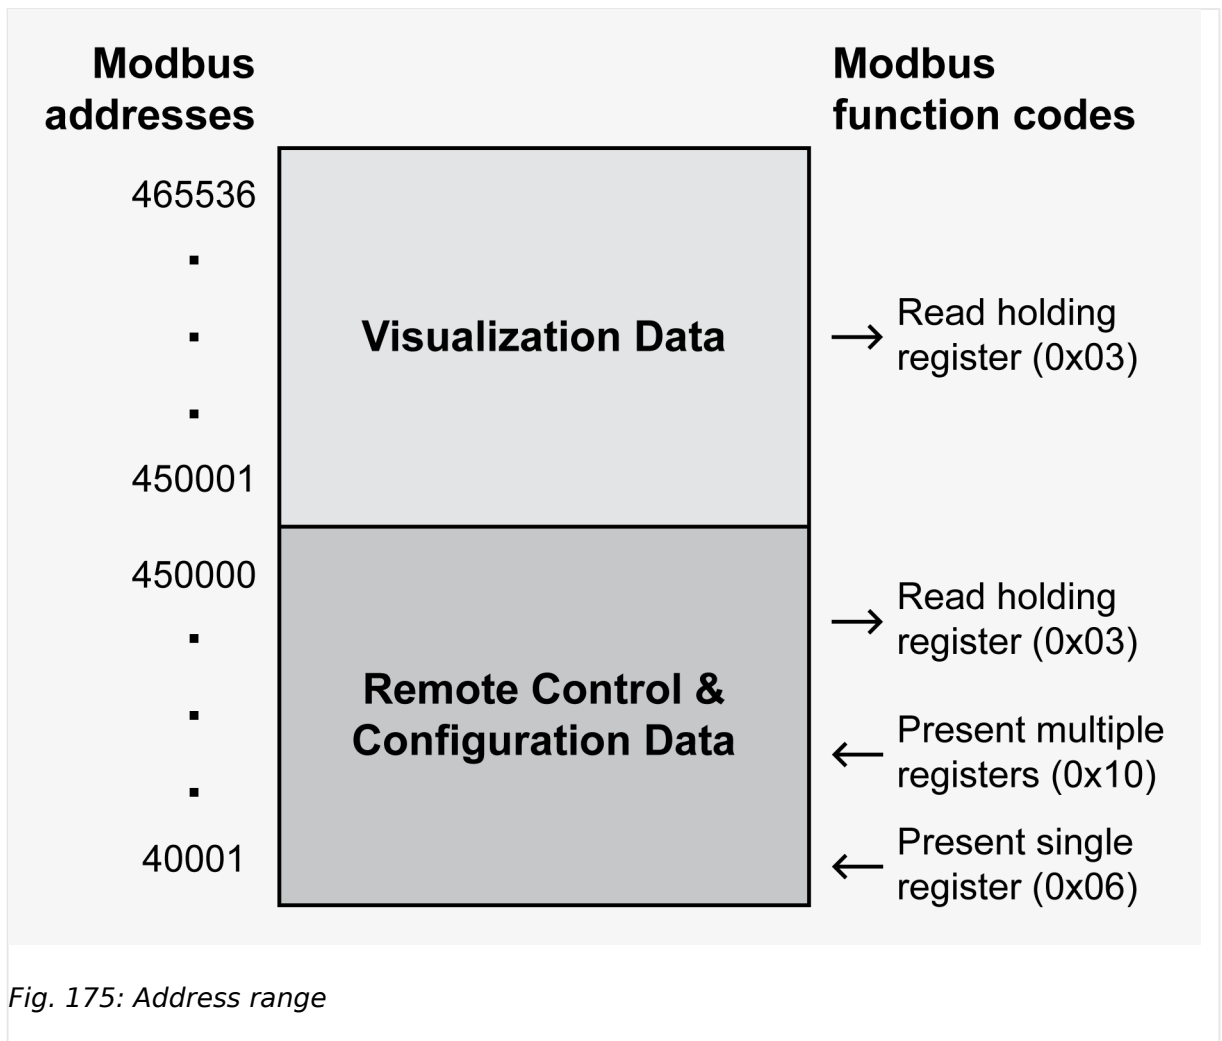 Modbus
addresses
Modbus
function codes
465536
Visualization Data
Read holding
register (0x03)
450001
450000
Read holding
register (0x03)
Remote Control &
Configuration Data
Present multiple
registers (0x10)
40001
Present single
register (0x06)
Fig. 175: Address range